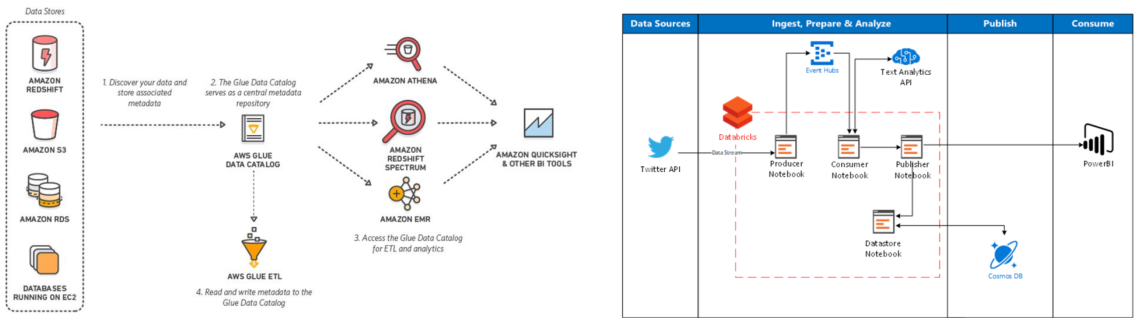 Data Stores
AMAZON
REDSHIFT
AMAZON S3
AMAZON RDS
DATABASES
RUNNING ON EC2
1. Discover your data and
store associated
metadata
2. The Glue Data Catalog
serves as a central metadata
repository
AWS GLUE
DATA CATALOG
AWS GLUE ETL
4. Read and write metadata to the
Glue Data Catalog
AMAZON ATHENA
AMAZON
REDSHIFT
SPECTRUM
AMAZON EMR
3. Access the Glue Data Catalog
for ETL and analytics
AMAZON QUICKSIGHT
& OTHER BI TOOLS
Data Sources
Ingest, Prepare & Analyze
Publish
Consume
Event Hubs
Text Analytics
API
Databricks
Twitter API
Data Stream
Producer
Notebook
Consumer
Notebook
Publisher
Notebook
PowerBI
Datastore
Notebook
Cosmos DB